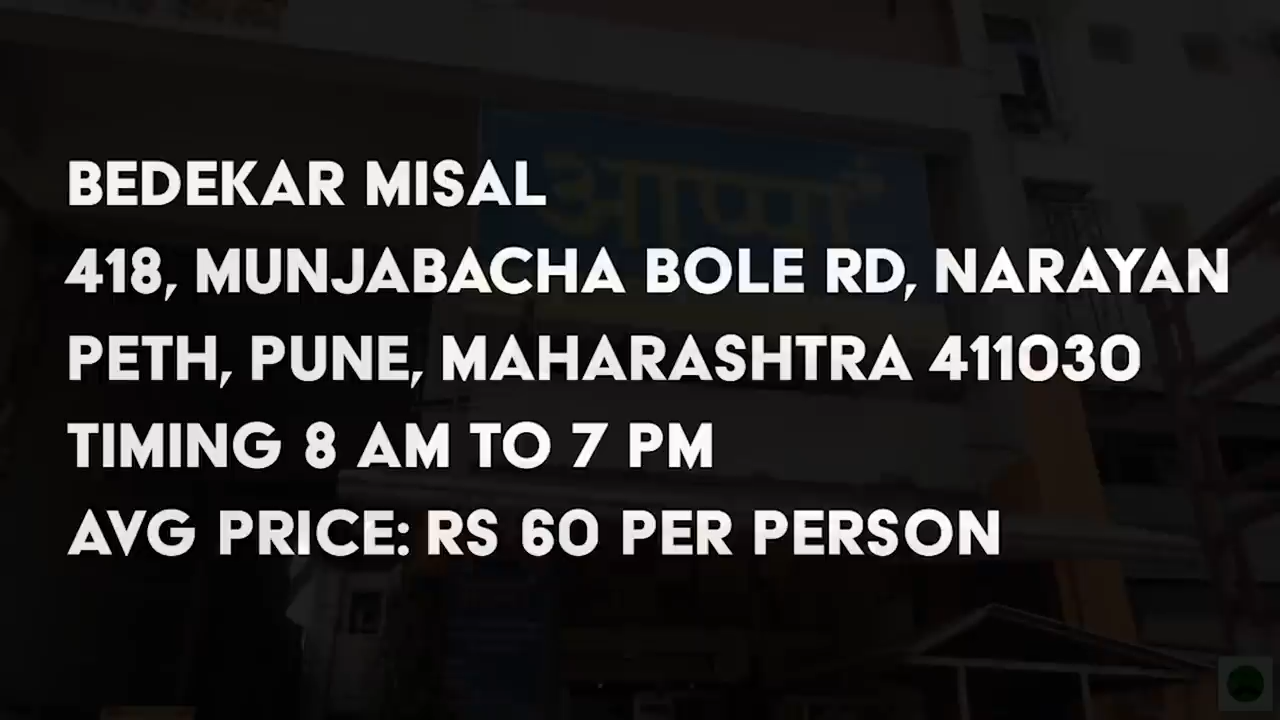 BEDEKAR MISAL
418, MUNJABACHA BOLE RD, NARAYAN
PETH, PUNE, MAHARASHTRA 411030
TIMING 8 AM TO 7 PM
AVG PRICE: RS 60 PER PERSON
आप्पा